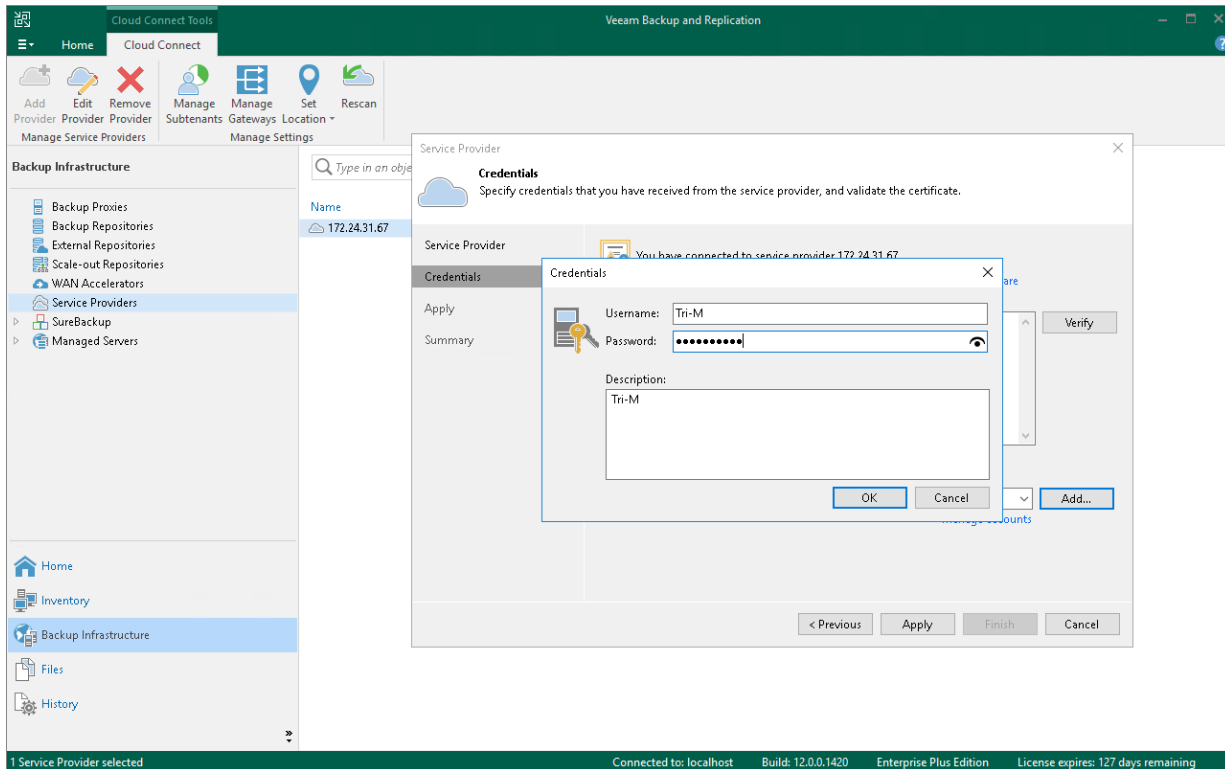 Cloud Connect Tools
Veeam Backup and Replication
Home
Cloud Connect
Add Provider
Edit Provider
Remove Provider
Manage Subtenants
Manage Gateways
Set Location
Rescan
Manage Service Providers
Manage Settings
Backup Infrastructure
Backup Proxies
Backup Repositories
External Repositories
Scale-out Repositories
WAN Accelerators
Service Providers
SureBackup
Managed Servers
Home
Inventory
Backup Infrastructure
Files
History
Type in an obje
Name
172.24.31.67
Service Provider
Credentials
Specify credentials that you have received from the service provider, and validate the certificate.
Service Provider
Credentials
Apply
Summary
You have connected to service provider 172.24.31.67
Verify
Add...
< Previous
Apply
Finish
Cancel
Credentials
Username:
Tri-M
Password:
●●●●●●●●●●
Description:
Tri-M
OK
Cancel
1 Service Provider selected
Connected to: localhost
Build: 12.0.0.1420
Enterprise Plus Edition
License expires: 127 days remaining